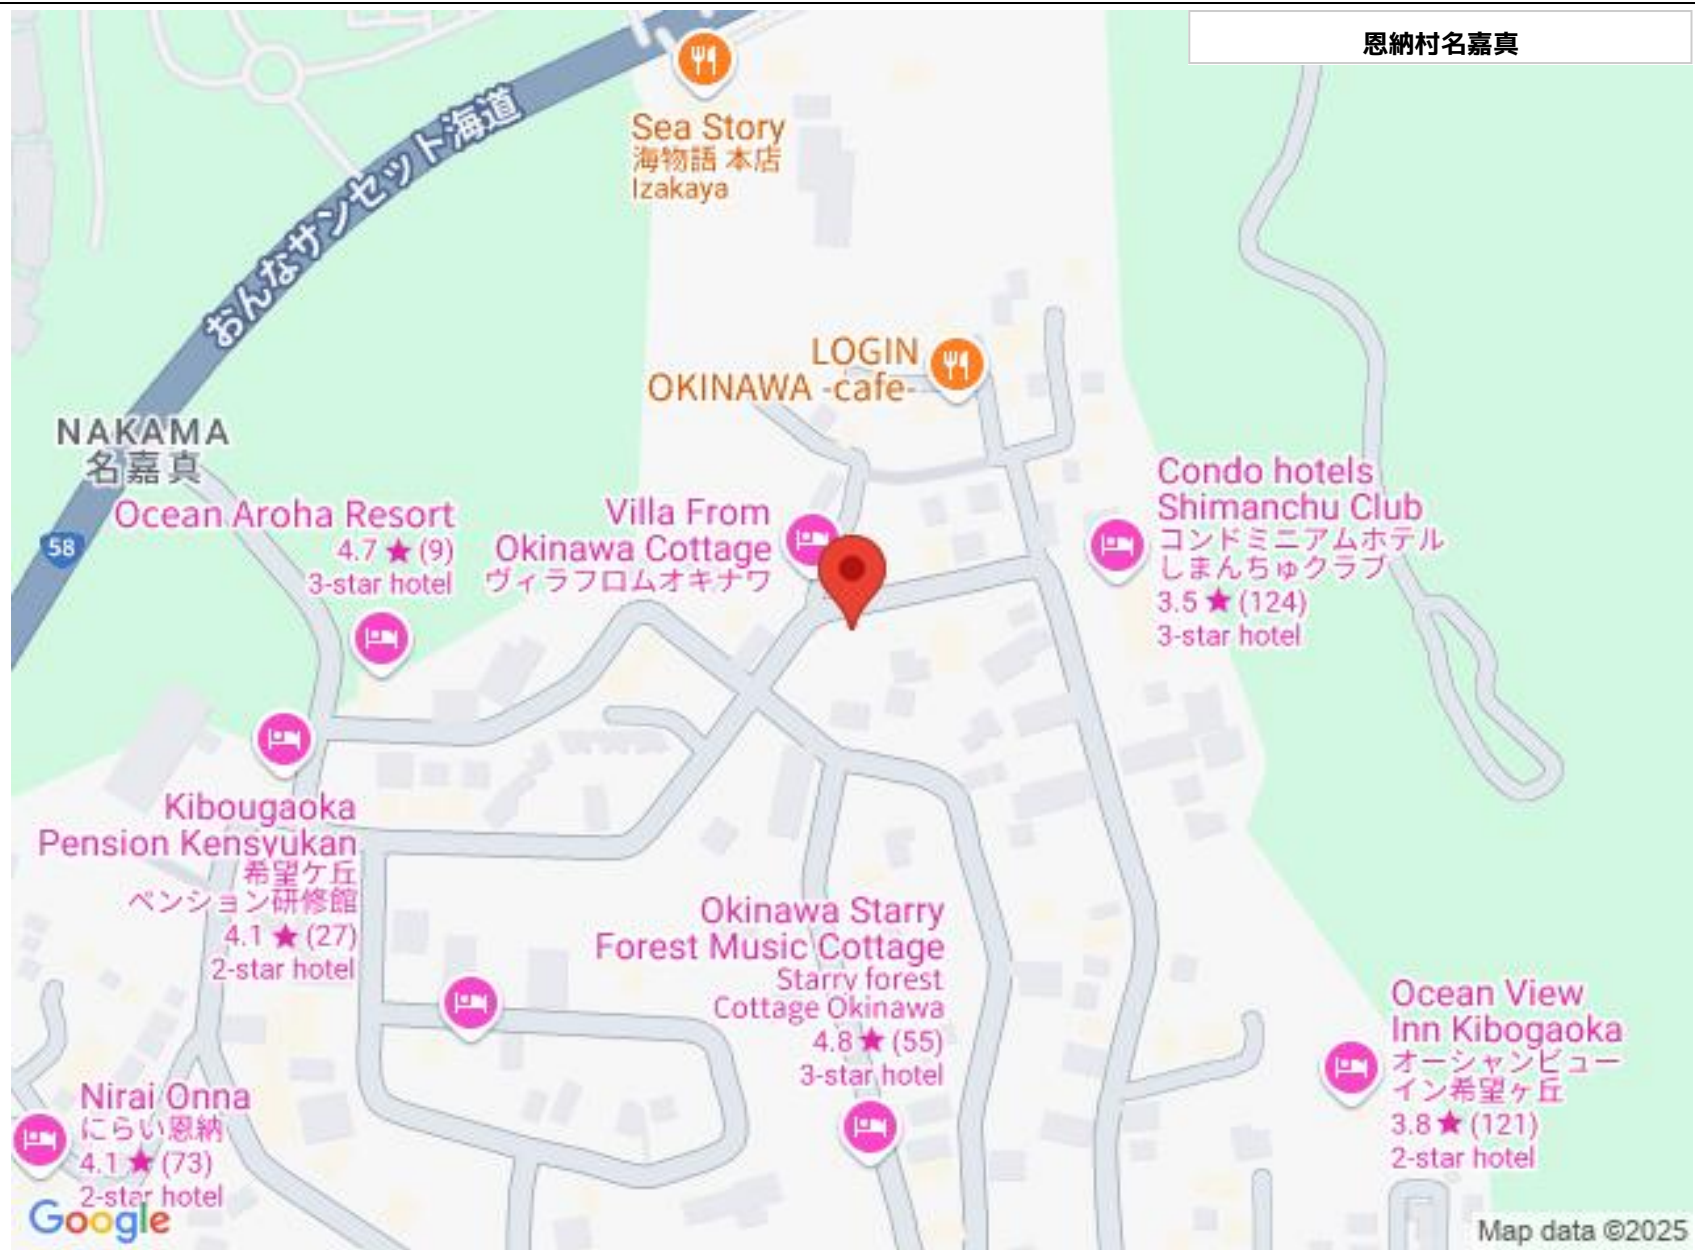 恩納村名嘉真
Sea Story
海物語 本店
Izakaya
おんなサンセット海道
LOGIN
OKINAWA -cafe-
NAKAMA
名嘉真
58
Ocean Aroha Resort
4.7 ★ (9)
3-star hotel
Villa From
Okinawa Cottage
ヴィラフロムオキナワ
Condo hotels
Shimanchu Club
コンドミニアムホテル
しまんちゅクラブ
3.5 ★ (124)
3-star hotel
Kibougaoka
Pension Kensyukan
希望ケ丘
ペンション研修館
4.1 ★ (27)
2-star hotel
Okinawa Starry
Forest Music Cottage
Starry forest
Cottage Okinawa
4.8 ★ (55)
3-star hotel
Ocean View
Inn Kibogaoka
オーシャンビュー
イン希望ヶ丘
3.8 ★ (121)
2-star hotel
Nirai Onna
にらい恩納
4.1 ★ (73)
2-star hotel
Google
Map data ©2025